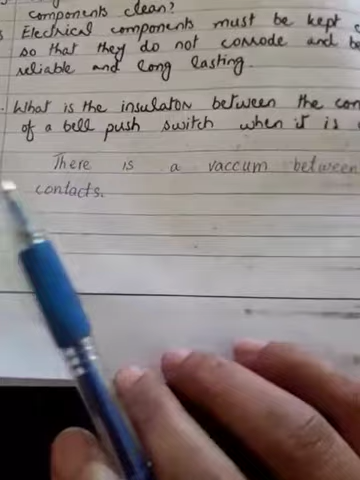 components clean?
Electrical components must be kept
so that they do not corrode and be
reliable and long lasting.
What is the insulator between the con
of a bell push switch when it is
There is a vaccum between
contacts.